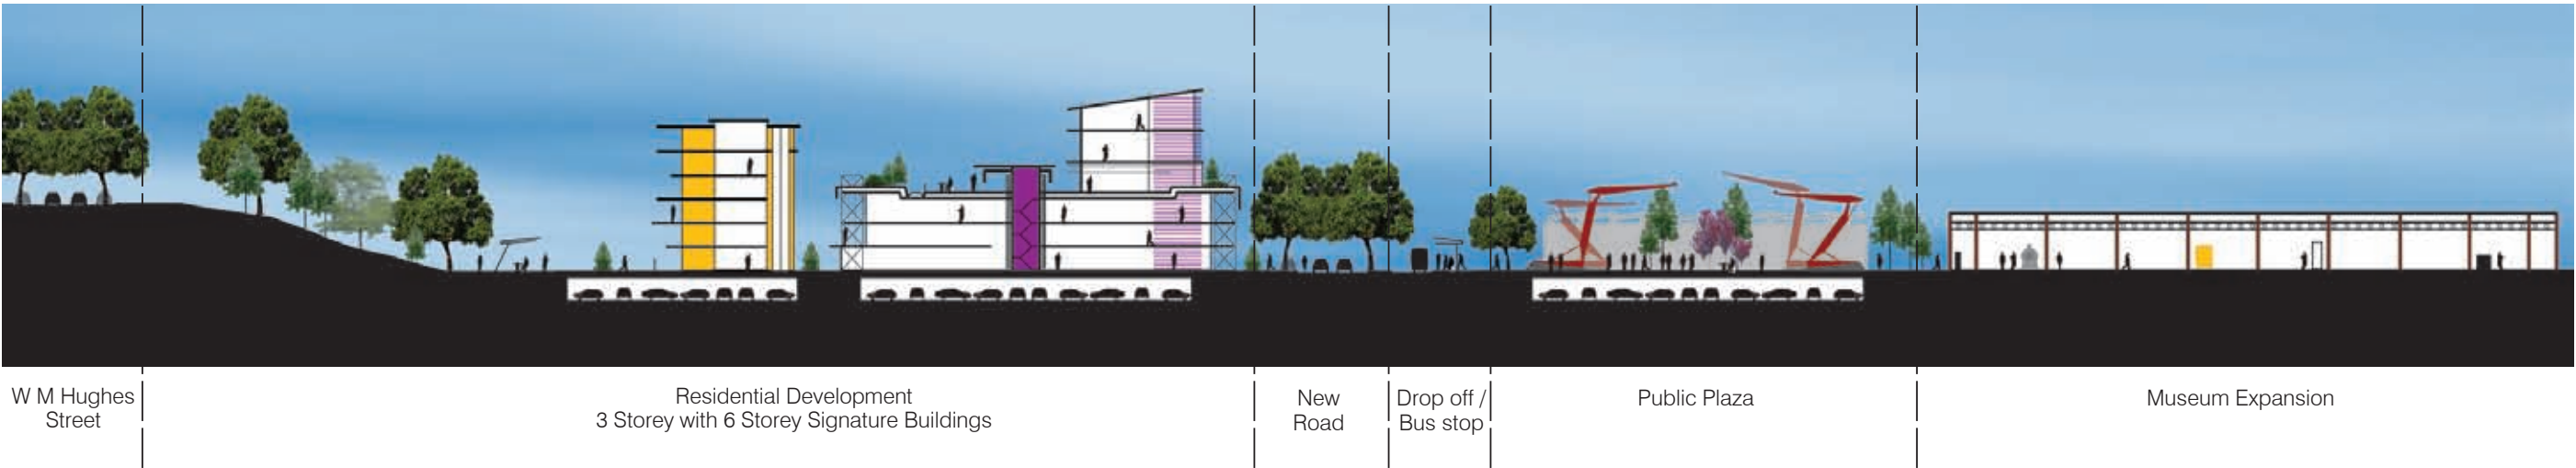 W M Hughes
Street
Residential Development
3 Storey with 6 Storey Signature Buildings
New
Road
Drop off /
Bus stop
Public Plaza
Museum Expansion